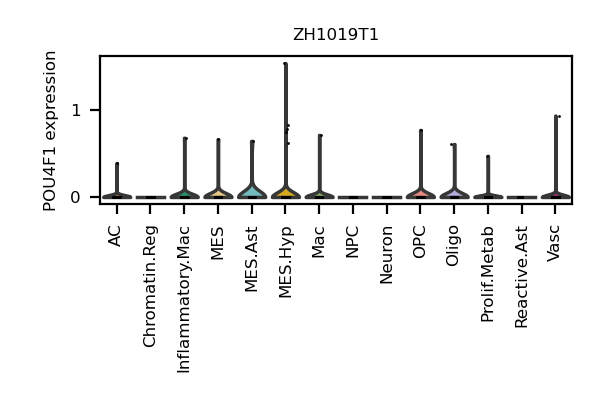 ZH1019T1
POU4F1 expression
1
0
AC
Chromatin.Reg
Inflammatory.Mac
MES
MES.Ast
MES.Hyp
Mac
NPC
Neuron
OPC
Oligo
Prolif.Metab
Reactive.Ast
Vasc